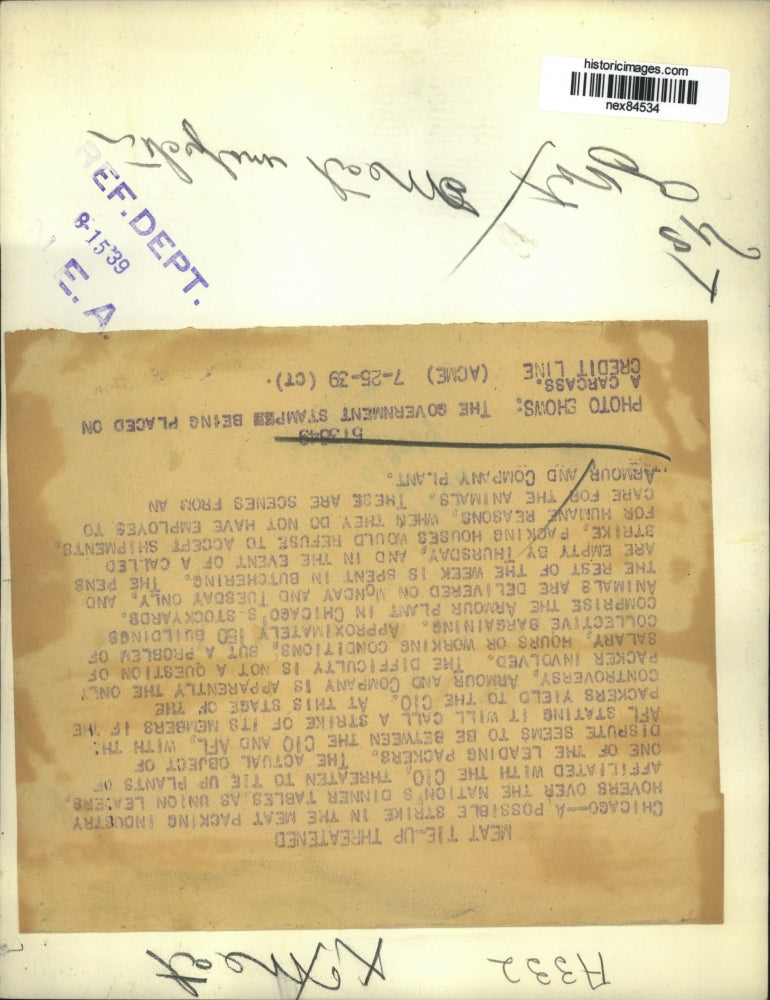 historicimages.com
nex84534
Meat
REF. DEPT.
8-15'39
N. E. A.
MEAT TIE-UP THREATENED
CHICAGO--A POSSIBLE STRIKE IN THE MEAT PACKING INDUSTRY
HOVERS OVER THE NATION'S DINNER TABLES AS UNION LEADERS,
AFFILIATED WITH THE CIO, THREATEN TO TIE UP PLANTS OF
ONE OF THE LEADING PACKERS. THE ACTUAL OBJECT OF
DISPUTE SEEMS TO BE BETWEEN THE CIO AND AFL, WITH TH:
AFL STATING IT WILL CALL A STRIKE OF ITS MEMBERS IF THE
PACKERS YIELD TO THE CIO. AT THIS STAGE OF THE
CONTROVERSY, ARMOUR AND COMPANY IS APPARENTLY THE ONLY
PACKER INVOLVED. THE DIFFICULTY IS NOT A QUESTION OF
SALARY, HOURS OR WORKING CONDITIONS, BUT A PROBLEM OF
COLLECTIVE BARGAINING. APPROXIMATELY 150 BUILDINGS
COMPRISE THE ARMOUR PLANT IN CHICAGO'S STOCKYARDS.
ANIMALS ARE DELIVERED ON MONDAY AND TUESDAY ONLY, AND
THE REST OF THE WEEK IS SPENT IN BUTCHERING. THE PENS
ARE EMPTY BY THURSDAY, AND IN THE EVENT OF A CALLED
STRIKE, PACKING HOUSES WOULD REFUSE TO ACCEPT SHIPMENTS,
FOR HUMANE REASONS, WHEN THEY DO NOT HAVE EMPLOYES TO
CARE FOR THE ANIMALS. THESE ARE SCENES FROM AN
ARMOUR AND COMPANY PLANT.
513649
PHOTO SHOWS: THE GOVERNMENT STAMP BEING PLACED ON
A CARCASS.
CREDIT LINE (ACME) 7-25-39 (CT).
A332
X Meat